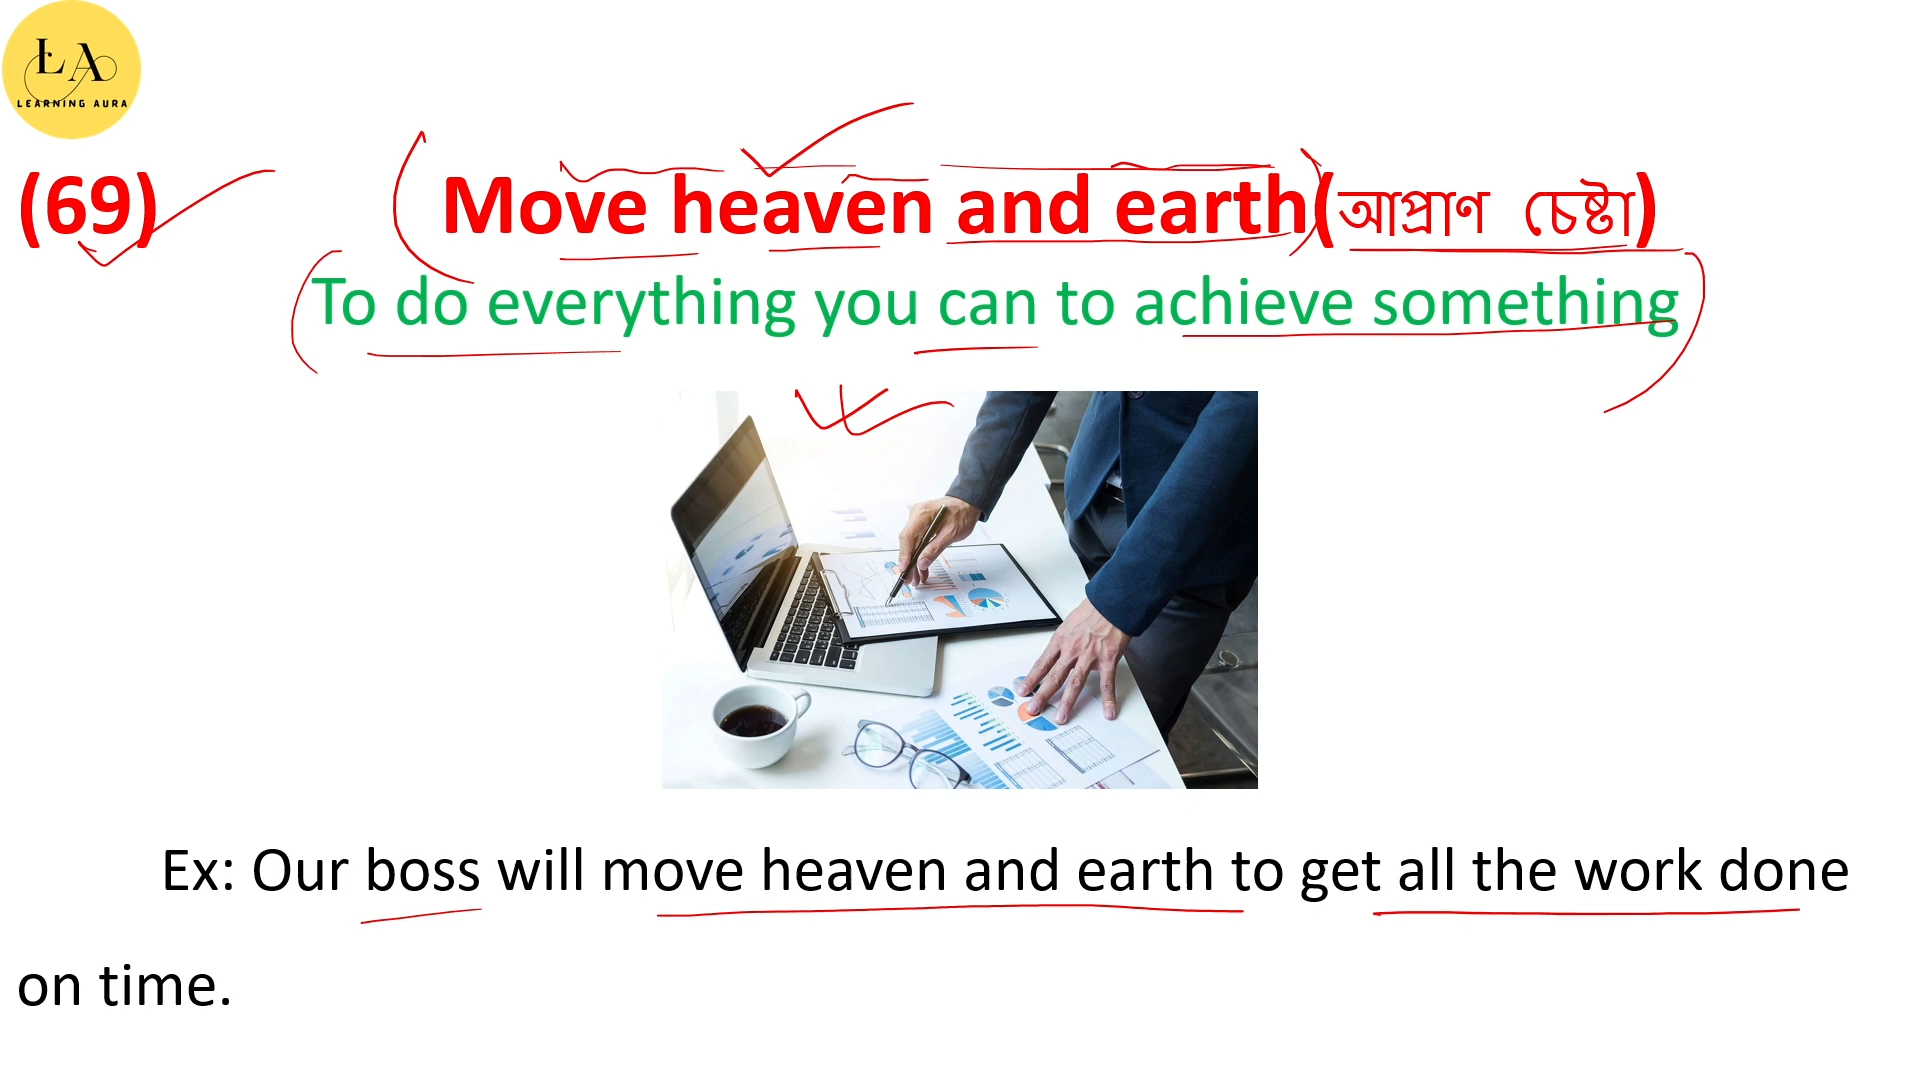 LA
LEARNING AURA
(69) Move heaven and earth(আপ্রাণ চেষ্টা)
To do everything you can to achieve something
Ex: Our boss will move heaven and earth to get all the work done
on time.